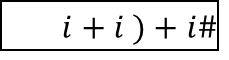 i + i ) + i#